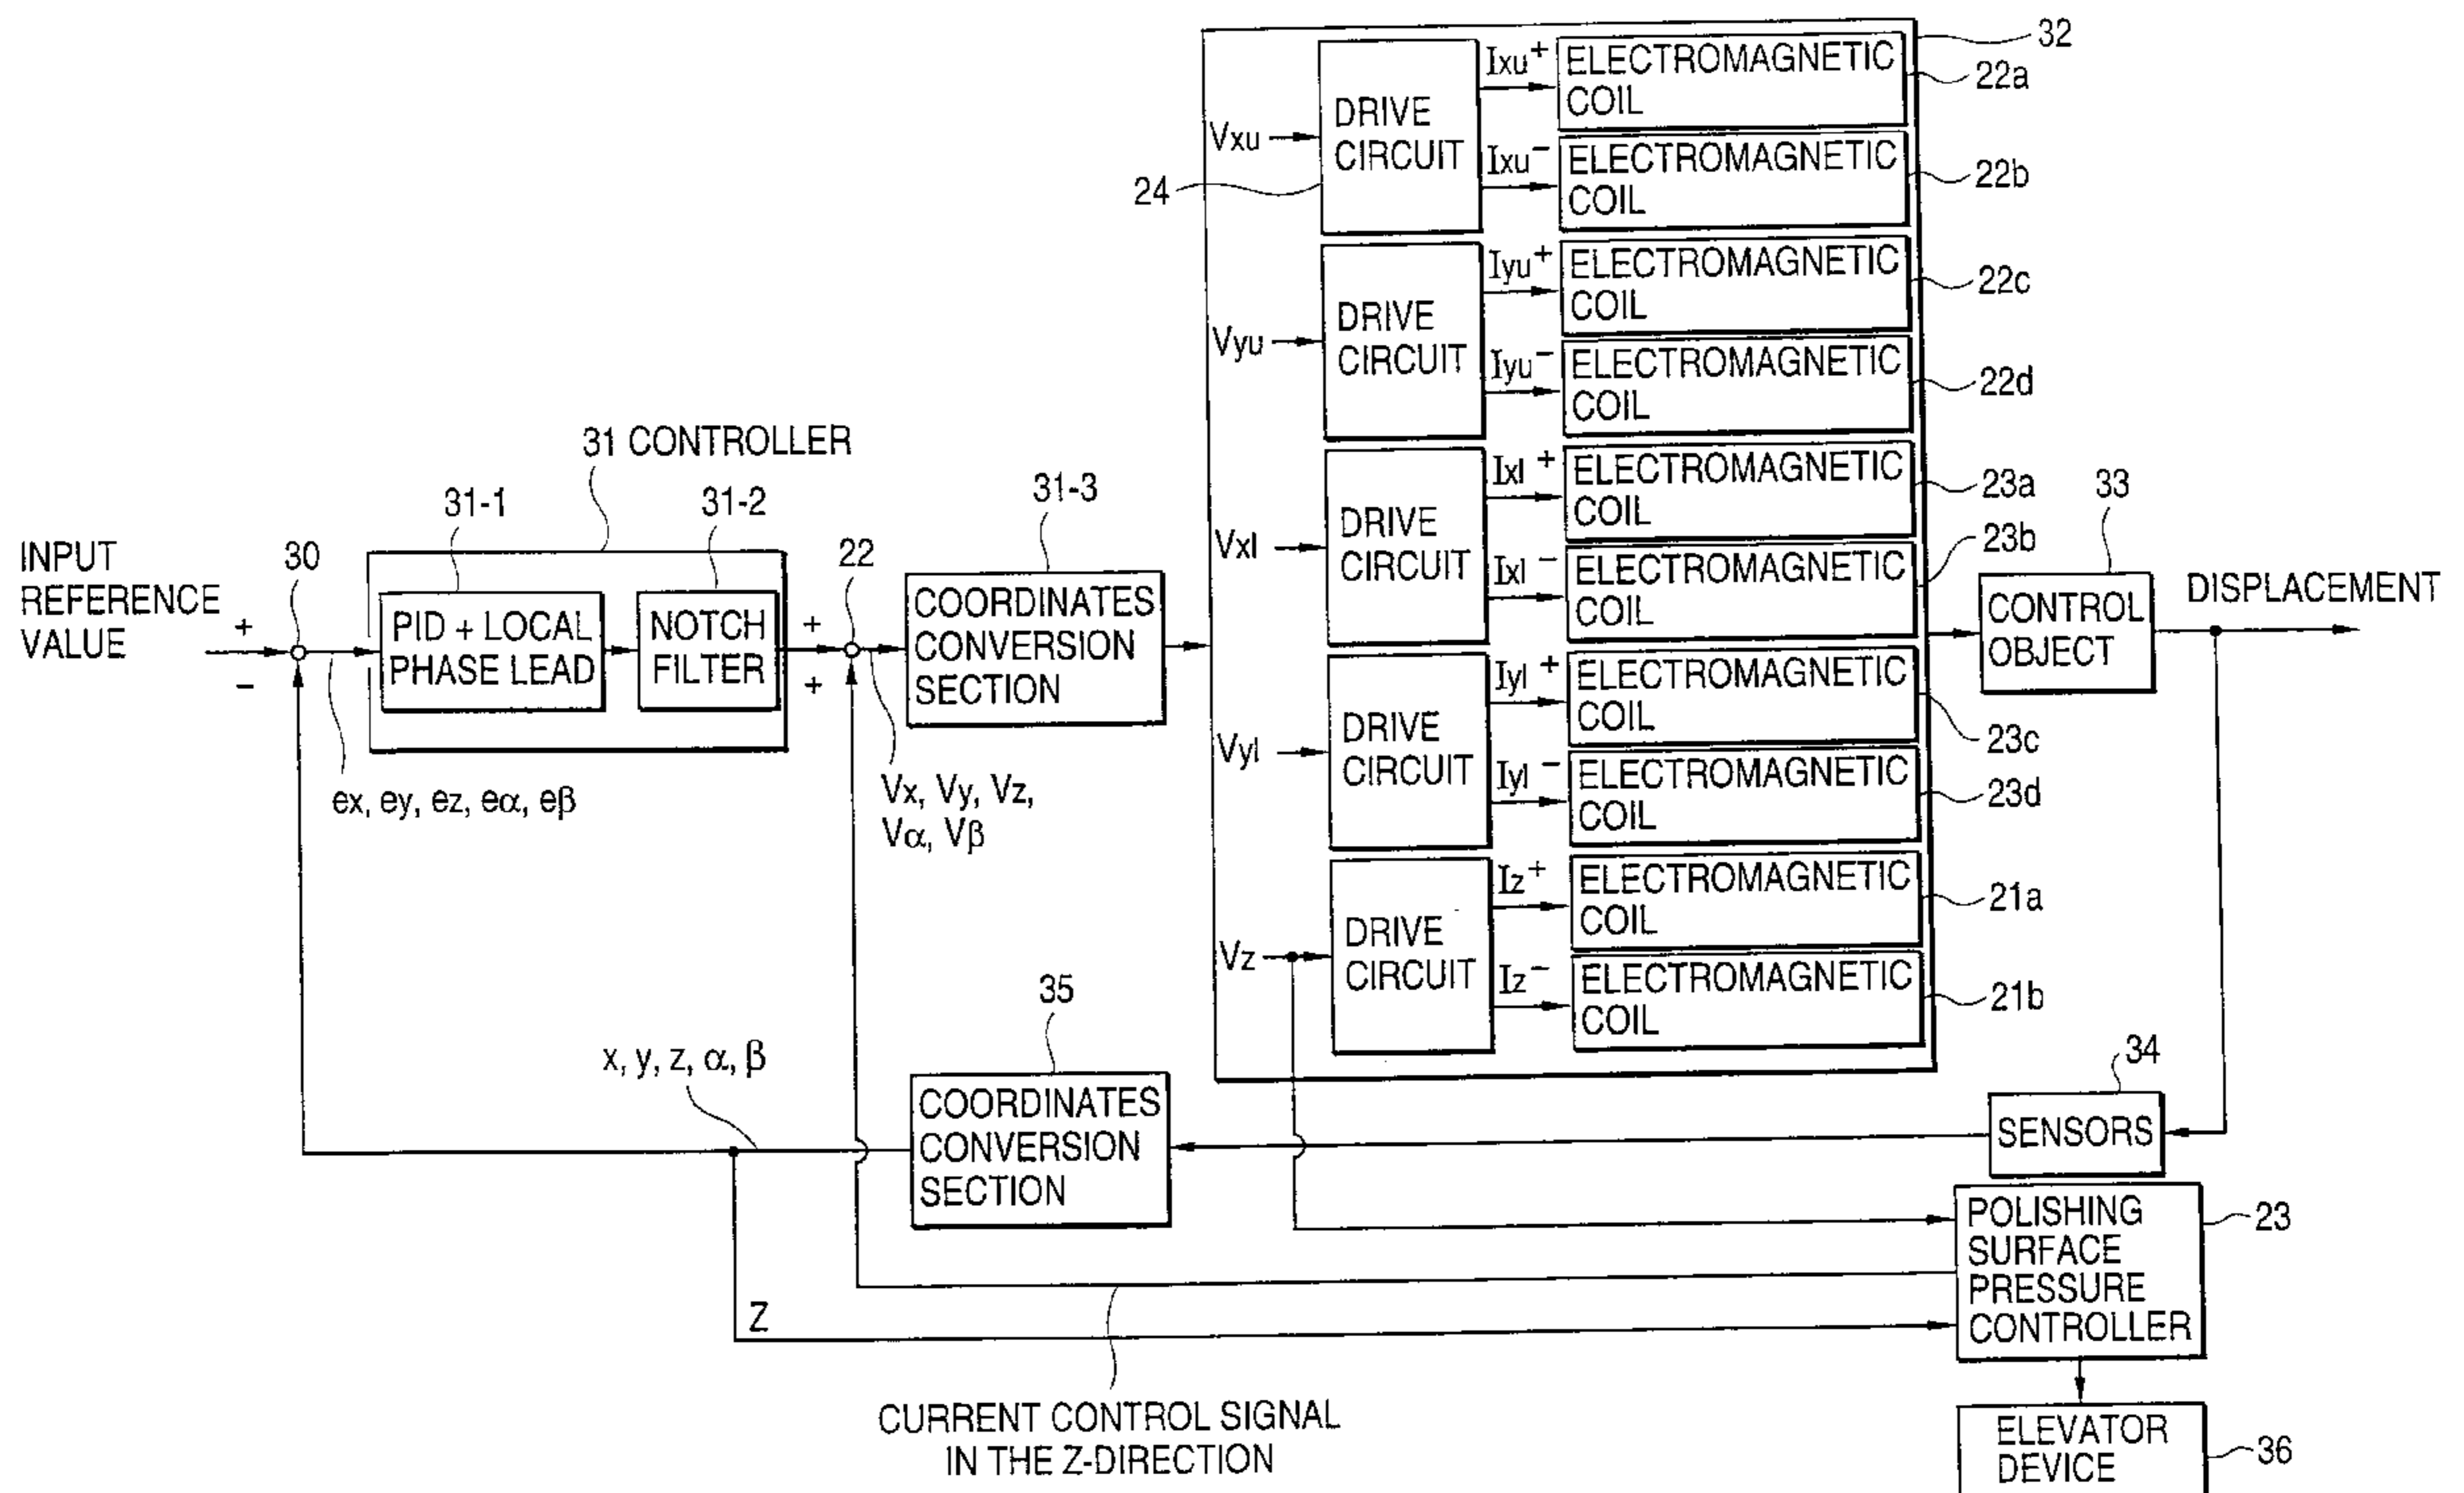 32
Ixu+
ELECTROMAGNETIC
COIL
22a
DRIVE
CIRCUIT
Vxu
24
Ixu-
ELECTROMAGNETIC
COIL
22b
Iyu+
ELECTROMAGNETIC
COIL
22c
DRIVE
CIRCUIT
Vyu
Iyu-
ELECTROMAGNETIC
COIL
22d
Ixl +
ELECTROMAGNETIC
COIL
23a
DRIVE
CIRCUIT
Vxl
Ixl -
ELECTROMAGNETIC
COIL
23b
Iyl +
ELECTROMAGNETIC
COIL
23c
DRIVE
CIRCUIT
Vyl
Iyl -
ELECTROMAGNETIC
COIL
23d
Iz+
ELECTROMAGNETIC
COIL
21a
DRIVE
CIRCUIT
Vz
Iz-
ELECTROMAGNETIC
COIL
21b
31 CONTROLLER
31-1
31-2
31-3
INPUT
REFERENCE
VALUE
+
-
30
PID + LOCAL
PHASE LEAD
NOTCH
FILTER
+
+
22
COORDINATES
CONVERSION
SECTION
33
CONTROL
OBJECT
DISPLACEMENT
ex, ey, ez, eα, eβ
Vx, Vy, Vz,
Vα, Vβ
x, y, z, α, β
35
COORDINATES
CONVERSION
SECTION
34
SENSORS
POLISHING
SURFACE
PRESSURE
CONTROLLER
23
Z
CURRENT CONTROL SIGNAL
IN THE Z-DIRECTION
ELEVATOR
DEVICE
36